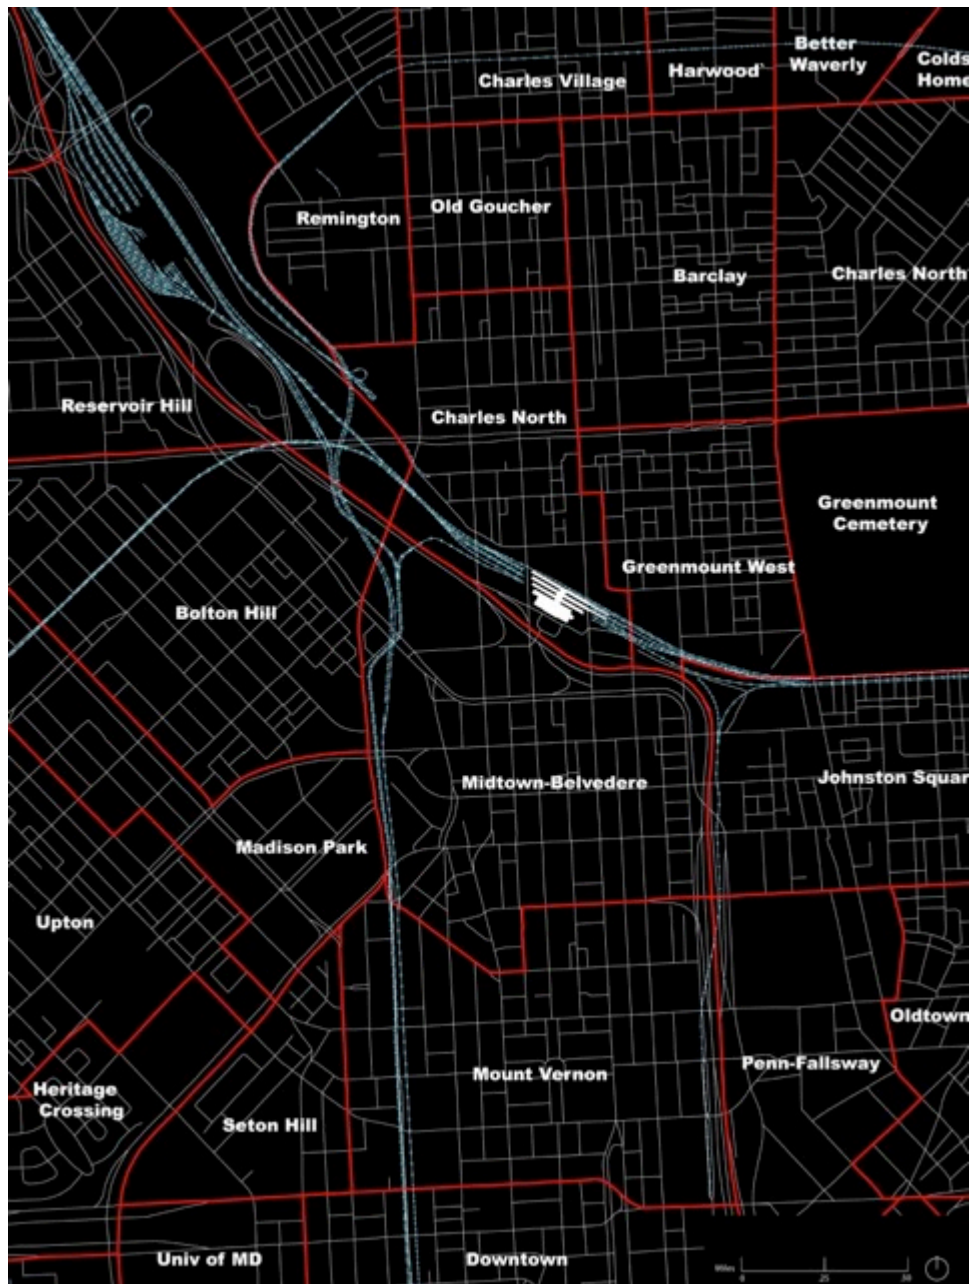 Better
Waverly
Colds
Home
Charles Village
Harwood
Remington
Old Goucher
Barclay
Charles North
Reservoir Hill
Charles North
Greenmount
Cemetery
Greenmount West
Bolton Hill
Midtown-Belvedere
Johnston Squar
Madison Park
Upton
Oldtown
Penn-Fallsway
Mount Vernon
Heritage
Crossing
Seton Hill
Univ of MD
Downtown
Miles